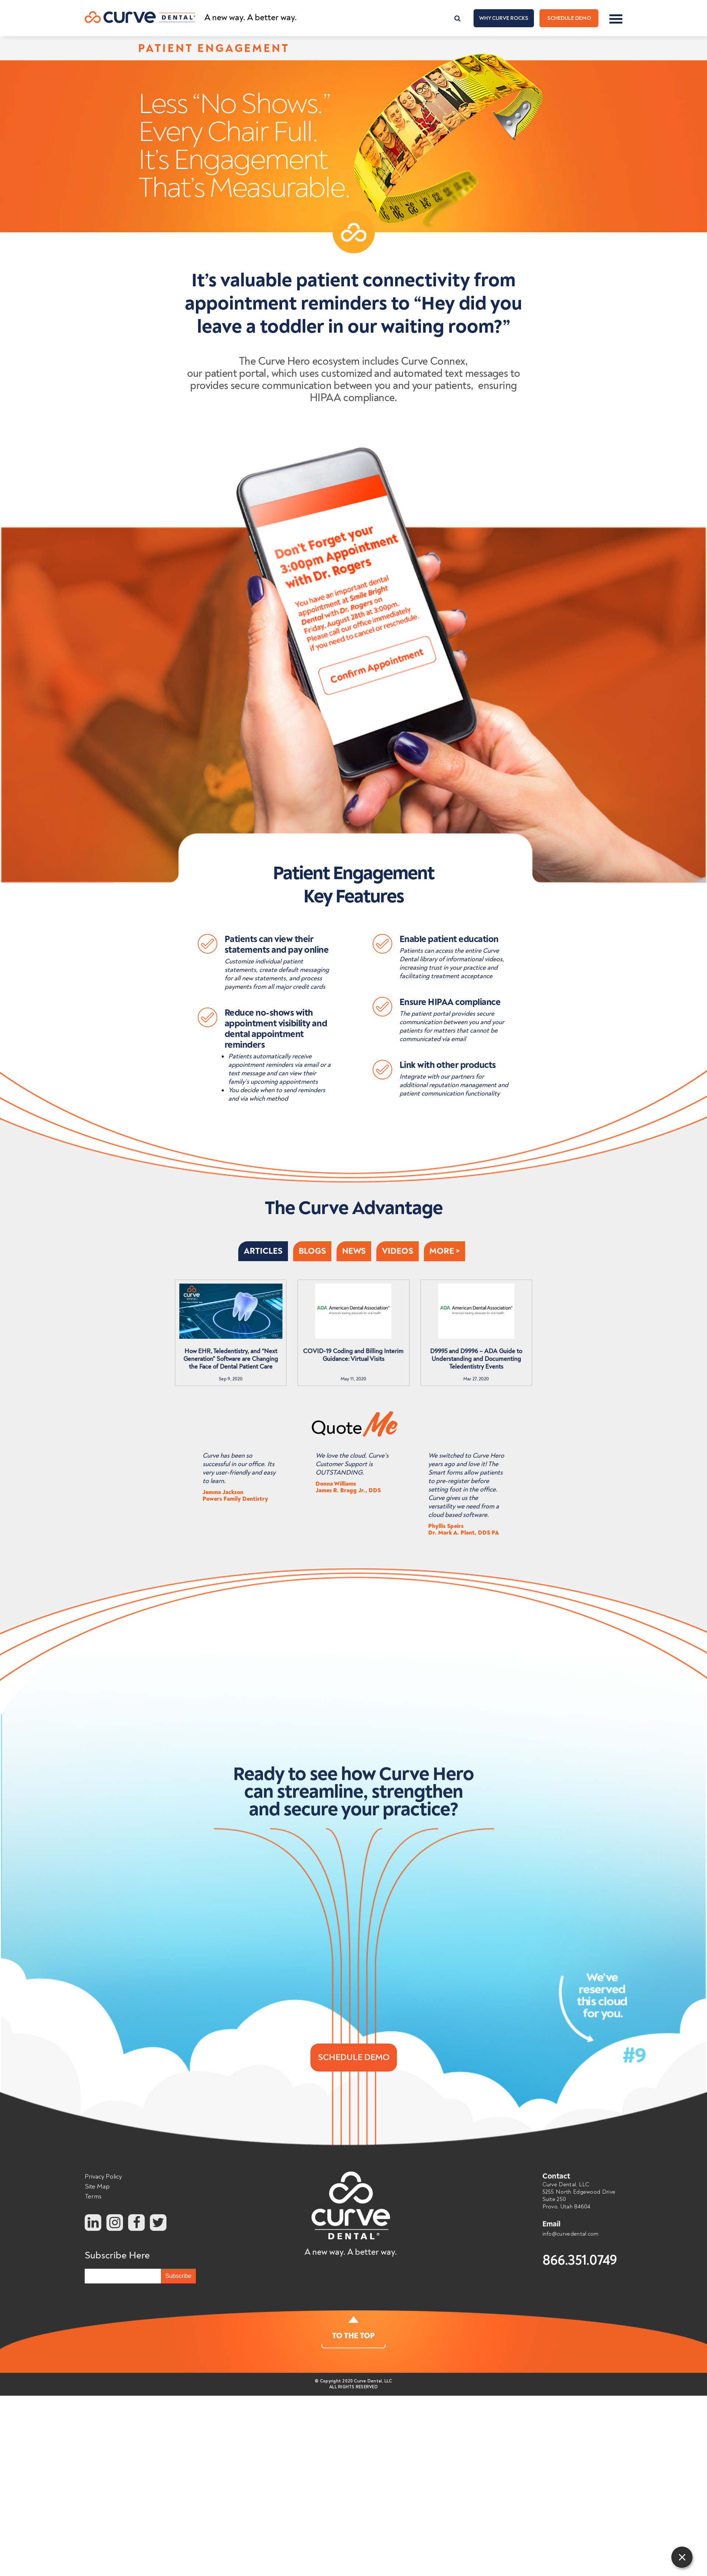 curve
DENTAL®
A new way. A better way.
WHY CURVE ROCKS
SCHEDULE DEMO
PATIENT ENGAGEMENT
Less “No Shows.”
Every Chair Full.
It’s Engagement
That’s Measurable.
It’s valuable patient connectivity from
appointment reminders to “Hey did you
leave a toddler in our waiting room?”
The Curve Hero ecosystem includes Curve Connex,
our patient portal, which uses customized and automated text messages to
provides secure communication between you and your patients, ensuring
HIPAA compliance.
Don’t Forget your
3:00pm Appointment
with Dr. Rogers
You have an important dental
appointment at Smile Bright
Dental with Dr. Rogers on
Friday, August 28th at 3:00pm.
Please call our office immediately
if you need to cancel or reschedule.
Confirm Appointment
Patient Engagement
Key Features
Patients can view their
statements and pay online
Customize individual patient
statements, create default messaging
for all new statements, and process
payments from all major credit cards
Reduce no-shows with
appointment visibility and
dental appointment
reminders
• Patients automatically receive
appointment reminders via email or a
text message and can view their
family’s upcoming appointments
• You decide when to send reminders
and via which method
Enable patient education
Patients can access the entire Curve
Dental library of informational videos,
increasing trust in your practice and
facilitating treatment acceptance
Ensure HIPAA compliance
The patient portal provides secure
communication between you and your
patients for matters that cannot be
communicated via email
Link with other products
Integrate with our partners for
additional reputation management and
patient communication functionality
The Curve Advantage
ARTICLES
BLOGS
NEWS
VIDEOS
MORE >
curve
DENTAL
How EHR, Teledentistry, and “Next
Generation” Software are Changing
the Face of Dental Patient Care
Sep 9, 2020
ADA American Dental Association®
America's leading advocate for oral health
COVID-19 Coding and Billing Interim
Guidance: Virtual Visits
May 11, 2020
ADA American Dental Association®
America's leading advocate for oral health
D9995 and D9996 – ADA Guide to
Understanding and Documenting
Teledentistry Events
Mar 27, 2020
Quote Me
Curve has been so
successful in our office. Its
very user-friendly and easy
to learn.
Jemma Jackson
Powers Family Dentistry
We love the cloud. Curve’s
Customer Support is
OUTSTANDING.
Donna Williams
James R. Bragg Jr., DDS
We switched to Curve Hero
years ago and love it! The
Smart forms allow patients
to pre-register before
setting foot in the office.
Curve gives us the
versatility we need from a
cloud based software.
Phyllis Speirs
Dr. Mark A. Plant, DDS PA
Ready to see how Curve Hero
can streamline, strengthen
and secure your practice?
We’ve
reserved
this cloud
for you.
#9
SCHEDULE DEMO
Privacy Policy
Site Map
Terms
Subscribe Here
Subscribe
curve
DENTAL®
A new way. A better way.
Contact
Curve Dental, LLC
5255 North Edgewood Drive
Suite 250
Provo, Utah 84604
Email
info@curvedental.com
866.351.0749
TO THE TOP
© Copyright 2020 Curve Dental, LLC
ALL RIGHTS RESERVED